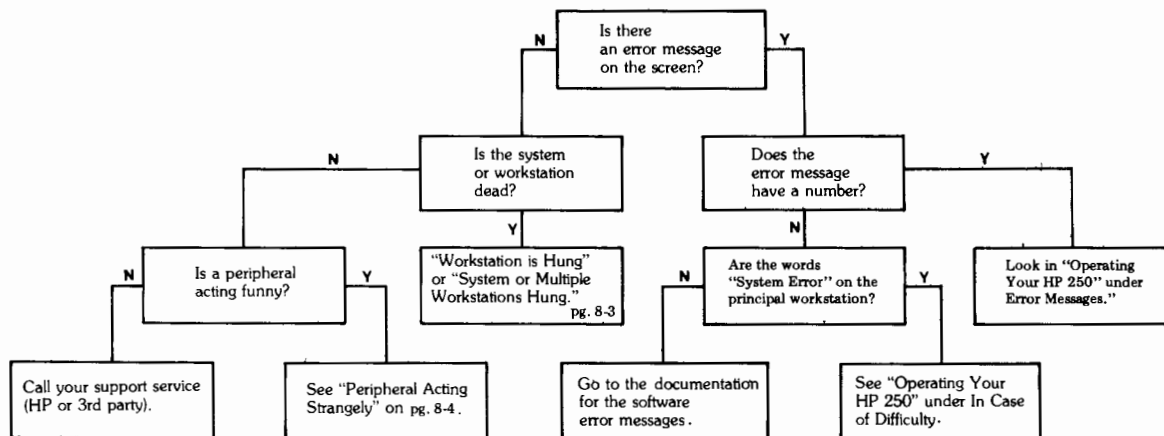 Is there
an error message
on the screen?
N
Y
Is the system
or workstation
dead?
N
Y
Does the
error message
have a number?
Y
N
Is a peripheral
acting funny?
N
Y
"Workstation is Hung"
or "System or Multiple
Workstations Hung."
pg. 8-3
Are the words
"System Error" on the
principal workstation?
N
Y
Look in "Operating
Your HP 250" under
Error Messages."
Call your support service
(HP or 3rd party).
See "Peripheral Acting
Strangely" on pg. 8-4.
Go to the documentation
for the software
error messages.
See "Operating Your
HP 250" under In Case
of Difficulty.